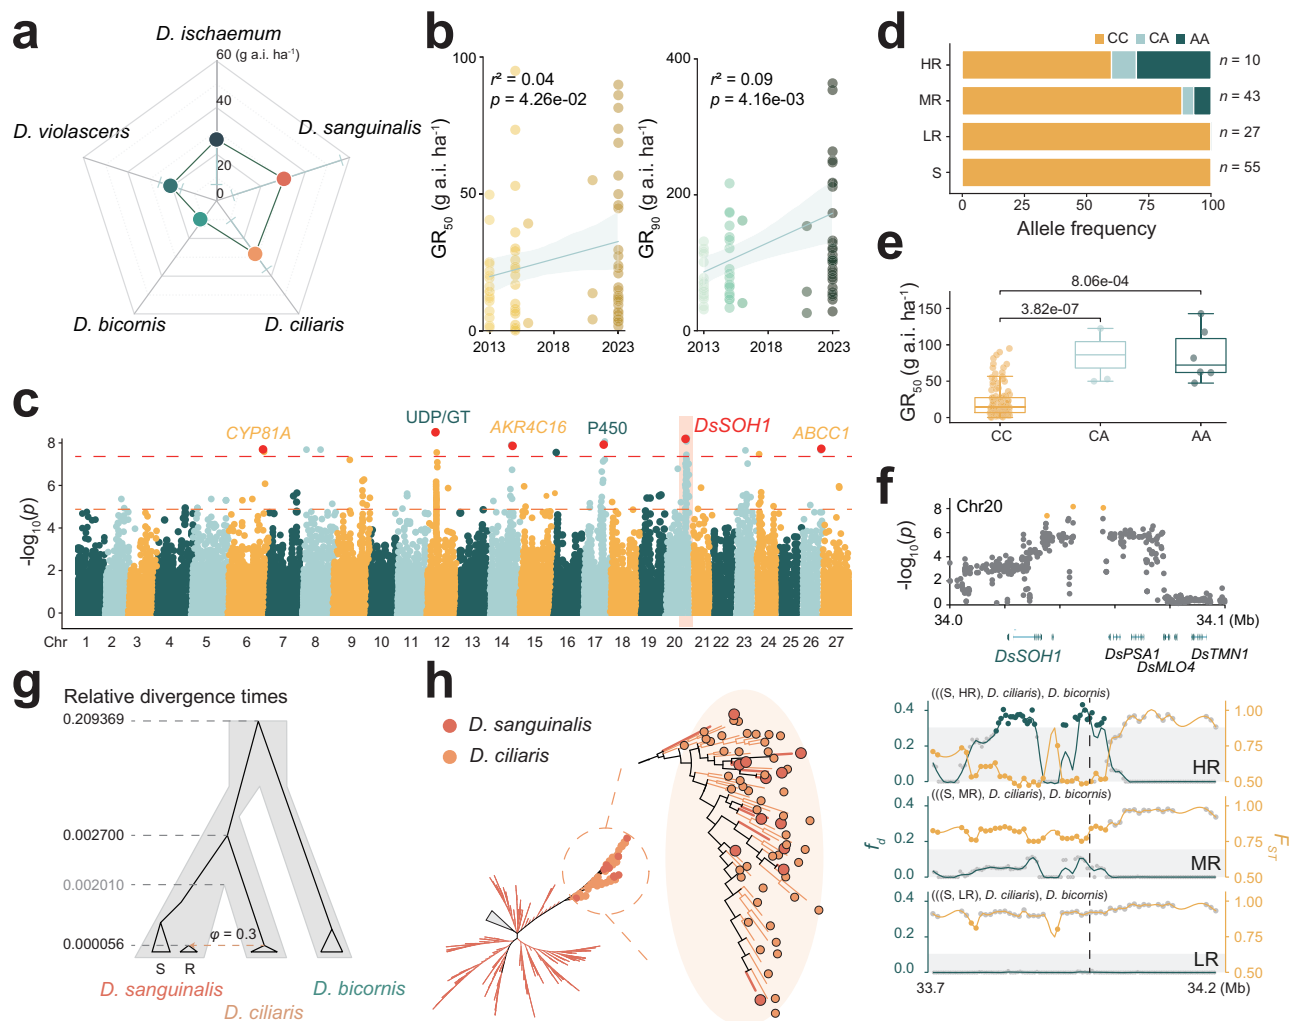 a
D. ischaemum
60 (g a.i. ha⁻¹)
40
20
0
D. violascens
D. sanguinalis
D. bicornis
D. ciliaris
b
GR₅₀ (g a.i. ha⁻¹)
100
50
0
r² = 0.04
p = 4.26e-02
2013
2018
2023
GR₉₀ (g a.i. ha⁻¹)
400
200
0
r² = 0.09
p = 4.16e-03
2013
2018
2023
c
-log₁₀(p)
8
6
4
2
0
CYP81A
UDP/GT
AKR4C16
P450
DsSOH1
ABCC1
Chr 1 2 3 4 5 6 7 8 9 10 11 12 14 15 16 17 18 19 20 21 22 23 24 25 26 27
d
CC CA AA
HR
n = 10
MR
n = 43
LR
n = 27
S
n = 55
0 25 50 75 100
Allele frequency
e
GR₅₀ (g a.i. ha⁻¹)
150
100
50
0
8.06e-04
3.82e-07
CC CA AA
f
Chr20
-log₁₀(p)
8
6
4
2
0
34.0
34.1 (Mb)
DsSOH1
DsPSA1
DsMLO4
DsTMN1
(((S, HR), D. ciliaris), D. bicornis)
0.4
0.2
0.0
1.00
0.75
0.50
HR
(((S, MR), D. ciliaris), D. bicornis)
0.4
0.2
0.0
1.00
0.75
0.50
MR
(((S, LR), D. ciliaris), D. bicornis)
0.4
0.2
0.0
1.00
0.75
0.50
LR
f_d
F_ST
33.7
34.2 (Mb)
g
Relative divergence times
0.209369
0.002700
0.002010
0.000056
φ = 0.3
S R
D. sanguinalis
D. ciliaris
D. bicornis
h
D. sanguinalis
D. ciliaris